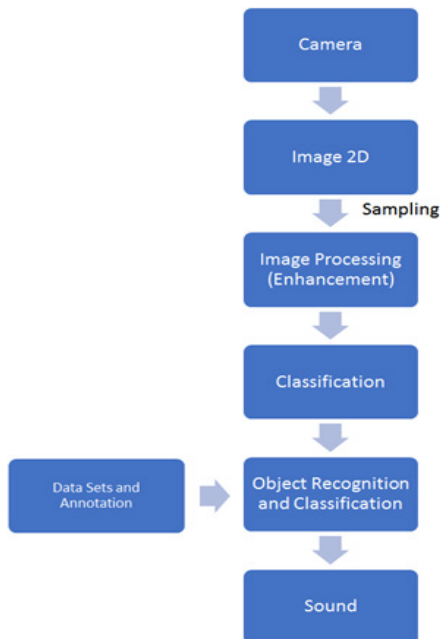 Camera
Image 2D
Sampling
Image Processing
(Enhancement)
Classification
Data Sets and
Annotation
Object Recognition
and Classification
Sound